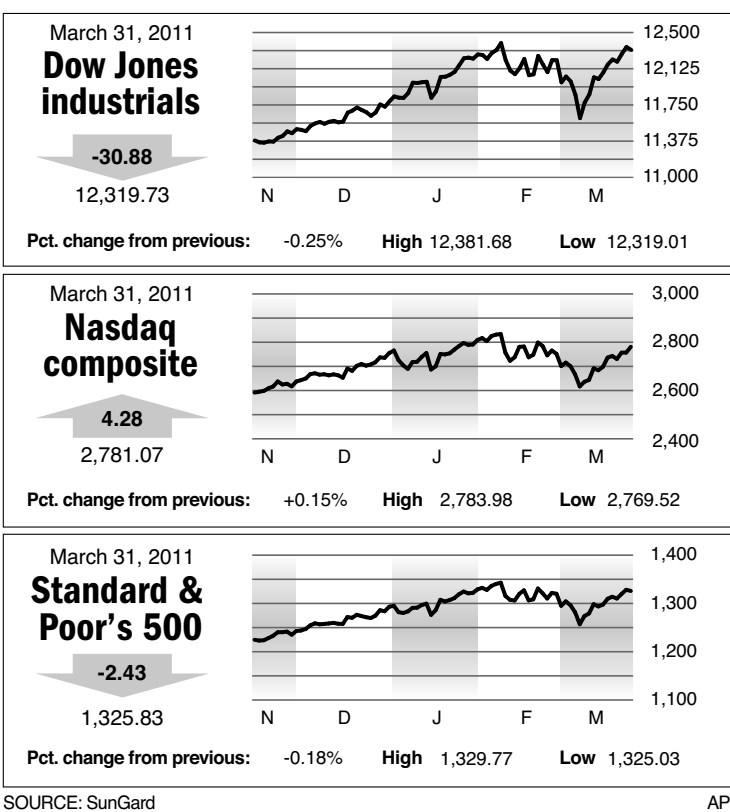 March 31, 2011
Dow Jones
industrials
-30.88
12,319.73
12,500
12,125
11,750
11,375
11,000
N D J F M
Pct. change from previous: -0.25% High 12,381.68 Low 12,319.01
March 31, 2011
Nasdaq
composite
4.28
2,781.07
3,000
2,800
2,600
2,400
N D J F M
Pct. change from previous: +0.15% High 2,783.98 Low 2,769.52
March 31, 2011
Standard &
Poor's 500
-2.43
1,325.83
1,400
1,300
1,200
1,100
N D J F M
Pct. change from previous: -0.18% High 1,329.77 Low 1,325.03
SOURCE: SunGard AP